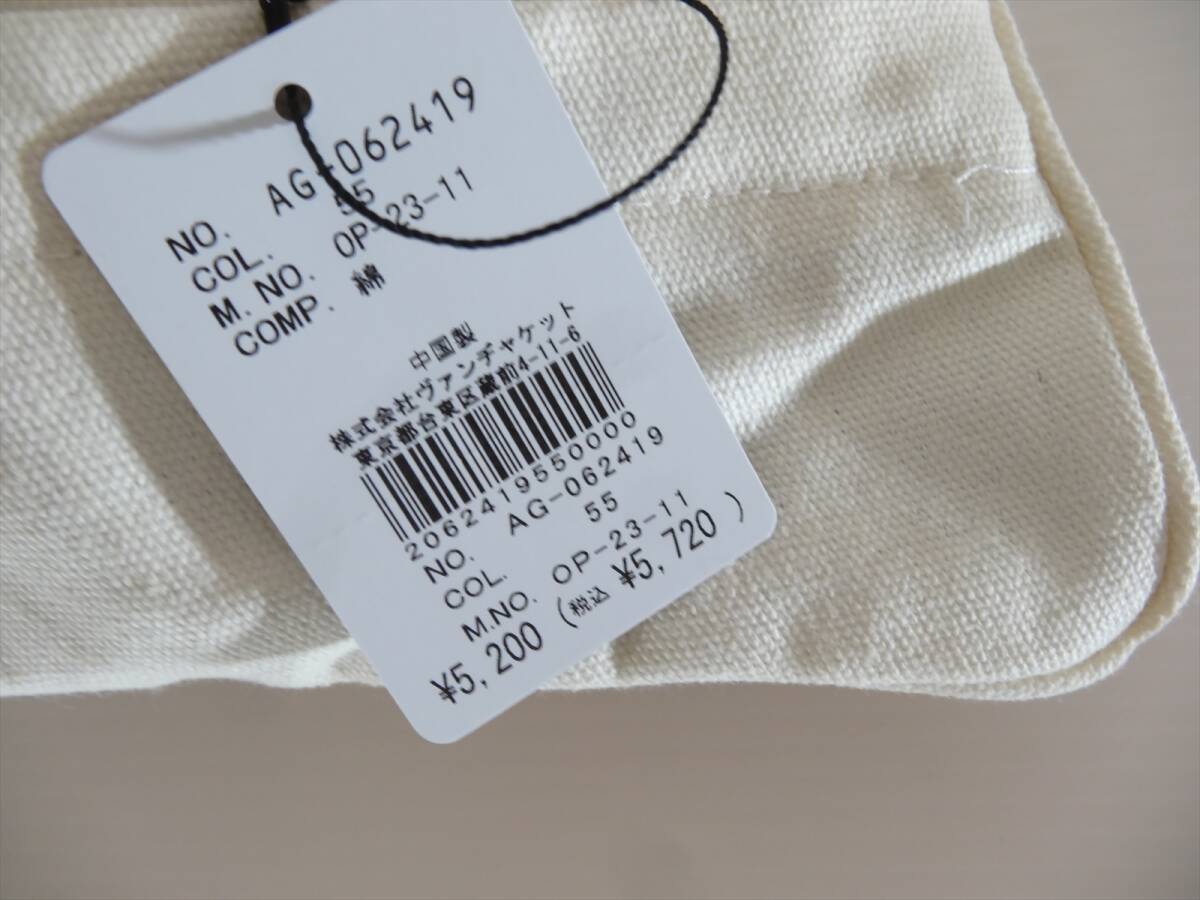 NO. AG-062419
COL. 55
M. NO. OP-23-11
COMP. 綿
中国製
株式会社ヴァンヂャケット
東京都台東区蔵前4-11-6
2062419550000
NO. AG-062419
COL. 55
M.NO. OP-23-11
¥5,200 (税込 ¥5,720 )